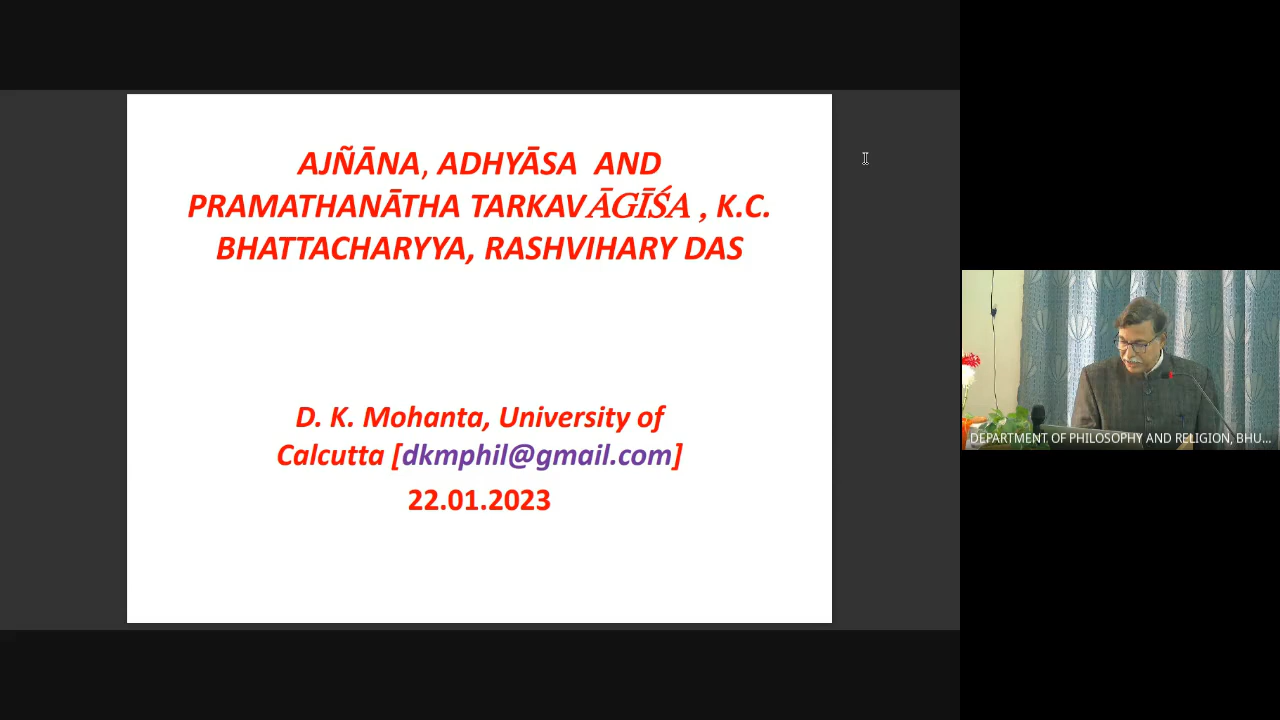 AJÑĀNA, ADHYĀSA AND
PRAMATHANĀTHA TARKAVĀGĪŚA , K.C.
BHATTACHARYYA, RASHVIHARY DAS
D. K. Mohanta, University of
Calcutta [dkmphil@gmail.com]
22.01.2023
DEPARTMENT OF PHILOSOPHY AND RELIGION, BHU...